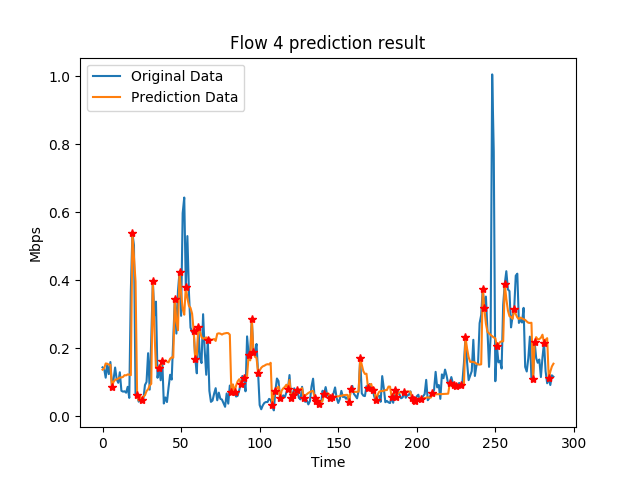 Flow 4 prediction result
Original Data
Prediction Data
Mbps
1.0
0.8
0.6
0.4
0.2
0.0
0 50 100 150 200 250 300
Time